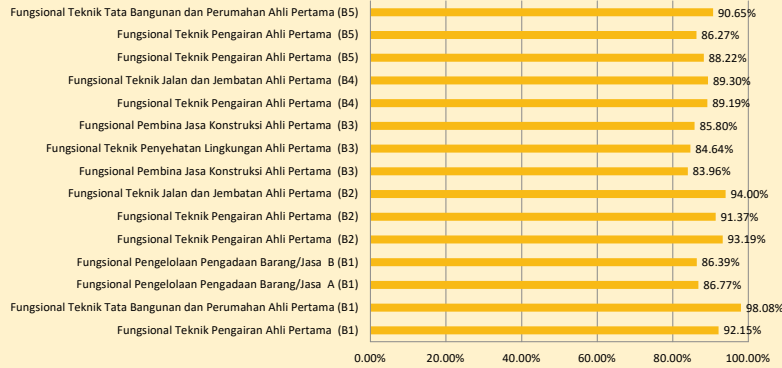 Fungsional Teknik Tata Bangunan dan Perumahan Ahli Pertama (B5) 90.65%
Fungsional Teknik Pengairan Ahli Pertama (B5) 86.27%
Fungsional Teknik Pengairan Ahli Pertama (B5) 88.22%
Fungsional Teknik Jalan dan Jembatan Ahli Pertama (B4) 89.30%
Fungsional Teknik Pengairan Ahli Pertama (B4) 89.19%
Fungsional Pembina Jasa Konstruksi Ahli Pertama (B3) 85.80%
Fungsional Teknik Penyehatan Lingkungan Ahli Pertama (B3) 84.64%
Fungsional Pembina Jasa Konstruksi Ahli Pertama (B3) 83.96%
Fungsional Teknik Jalan dan Jembatan Ahli Pertama (B2) 94.00%
Fungsional Teknik Pengairan Ahli Pertama (B2) 91.37%
Fungsional Teknik Pengairan Ahli Pertama (B2) 93.19%
Fungsional Pengelolaan Pengadaan Barang/Jasa B (B1) 86.39%
Fungsional Pengelolaan Pengadaan Barang/Jasa A (B1) 86.77%
Fungsional Teknik Tata Bangunan dan Perumahan Ahli Pertama (B1) 98.08%
Fungsional Teknik Pengairan Ahli Pertama (B1) 92.15%
0.00% 20.00% 40.00% 60.00% 80.00% 100.00%